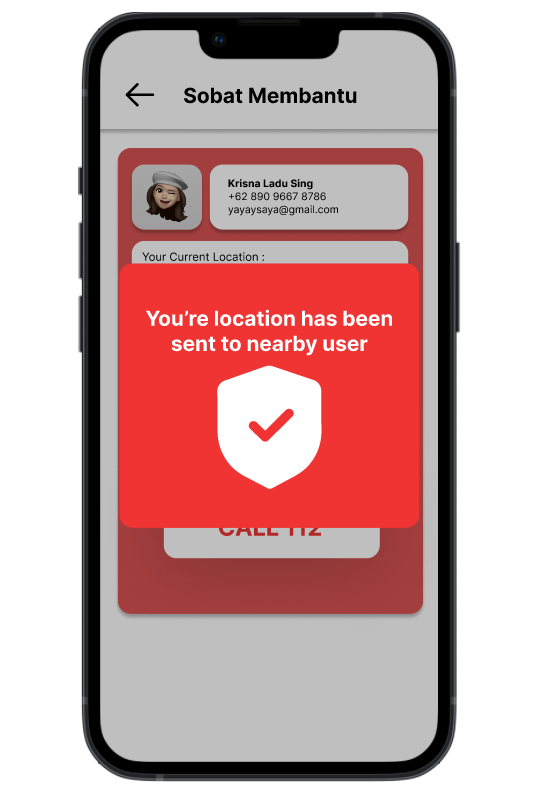 Sobat Membantu
Krisna Ladu Sing
+62 890 9667 8786
yayaysaya@gmail.com
Your Current Location :
You’re location has been
sent to nearby user
CALL 112